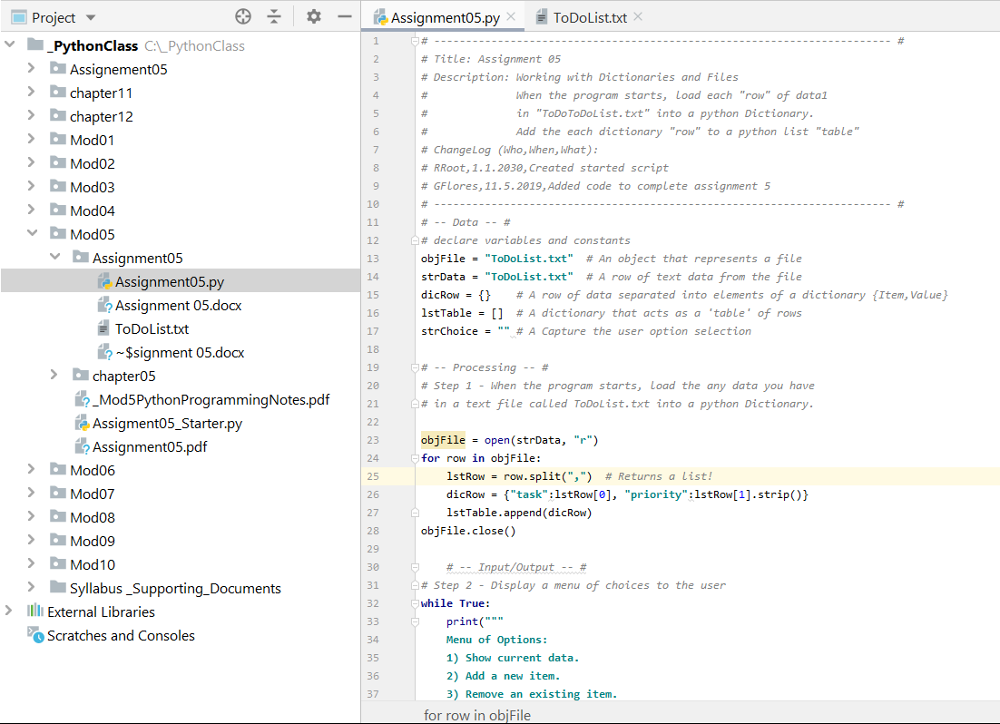 Project
_PythonClass C:\_PythonClass
Assignement05
chapter11
chapter12
Mod01
Mod02
Mod03
Mod04
Mod05
Assignment05
Assignment05.py
Assignment 05.docx
ToDoList.txt
~$signment 05.docx
chapter05
_Mod5PythonProgrammingNotes.pdf
Assigment05_Starter.py
Assignment05.pdf
Mod06
Mod07
Mod08
Mod09
Mod10
Syllabus _Supporting_Documents
External Libraries
Scratches and Consoles
Assignment05.py ToDoList.txt
1 # ------------------------------------------------------------------------ #
2 # Title: Assignment 05
3 # Description: Working with Dictionaries and Files
4 #              When the program starts, load each "row" of data1
5 #              in "ToDoToDoList.txt" into a python Dictionary.
6 #              Add the each dictionary "row" to a python list "table"
7 # ChangeLog (Who,When,What):
8 # RRoot,1.1.2030,Created started script
9 # GFlores,11.5.2019,Added code to complete assignment 5
10 # ------------------------------------------------------------------------ #
11 # -- Data -- #
12 # declare variables and constants
13 objFile = "ToDoList.txt"  # An object that represents a file
14 strData = "ToDoList.txt"  # A row of text data from the file
15 dicRow = {}    # A row of data separated into elements of a dictionary {Item,Value}
16 lstTable = []  # A dictionary that acts as a 'table' of rows
17 strChoice = "" # A Capture the user option selection
18
19 # -- Processing -- #
20 # Step 1 - When the program starts, load the any data you have
21 # in a text file called ToDoList.txt into a python Dictionary.
22
23 objFile = open(strData, "r")
24 for row in objFile:
25     lstRow = row.split(",")  # Returns a list!
26     dicRow = {"task":lstRow[0], "priority":lstRow[1].strip()}
27     lstTable.append(dicRow)
28 objFile.close()
29
30     # -- Input/Output -- #
31 # Step 2 - Display a menu of choices to the user
32 while True:
33     print("""
34     Menu of Options:
35     1) Show current data.
36     2) Add a new item.
37     3) Remove an existing item.
for row in objFile